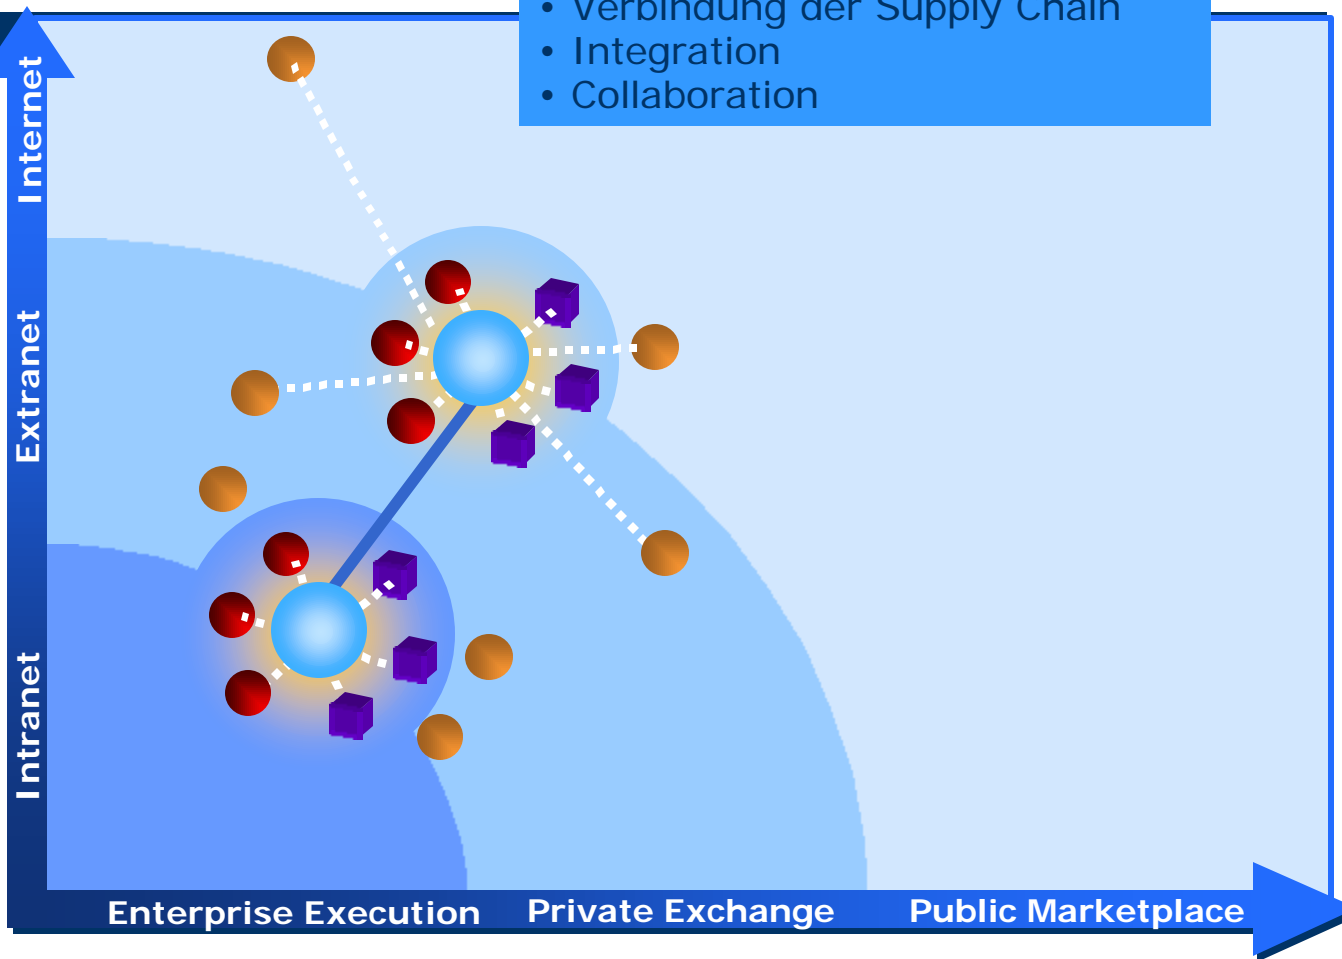 • Verbindung der Supply Chain
• Integration
• Collaboration
Internet
Extranet
Intranet
Enterprise Execution
Private Exchange
Public Marketplace